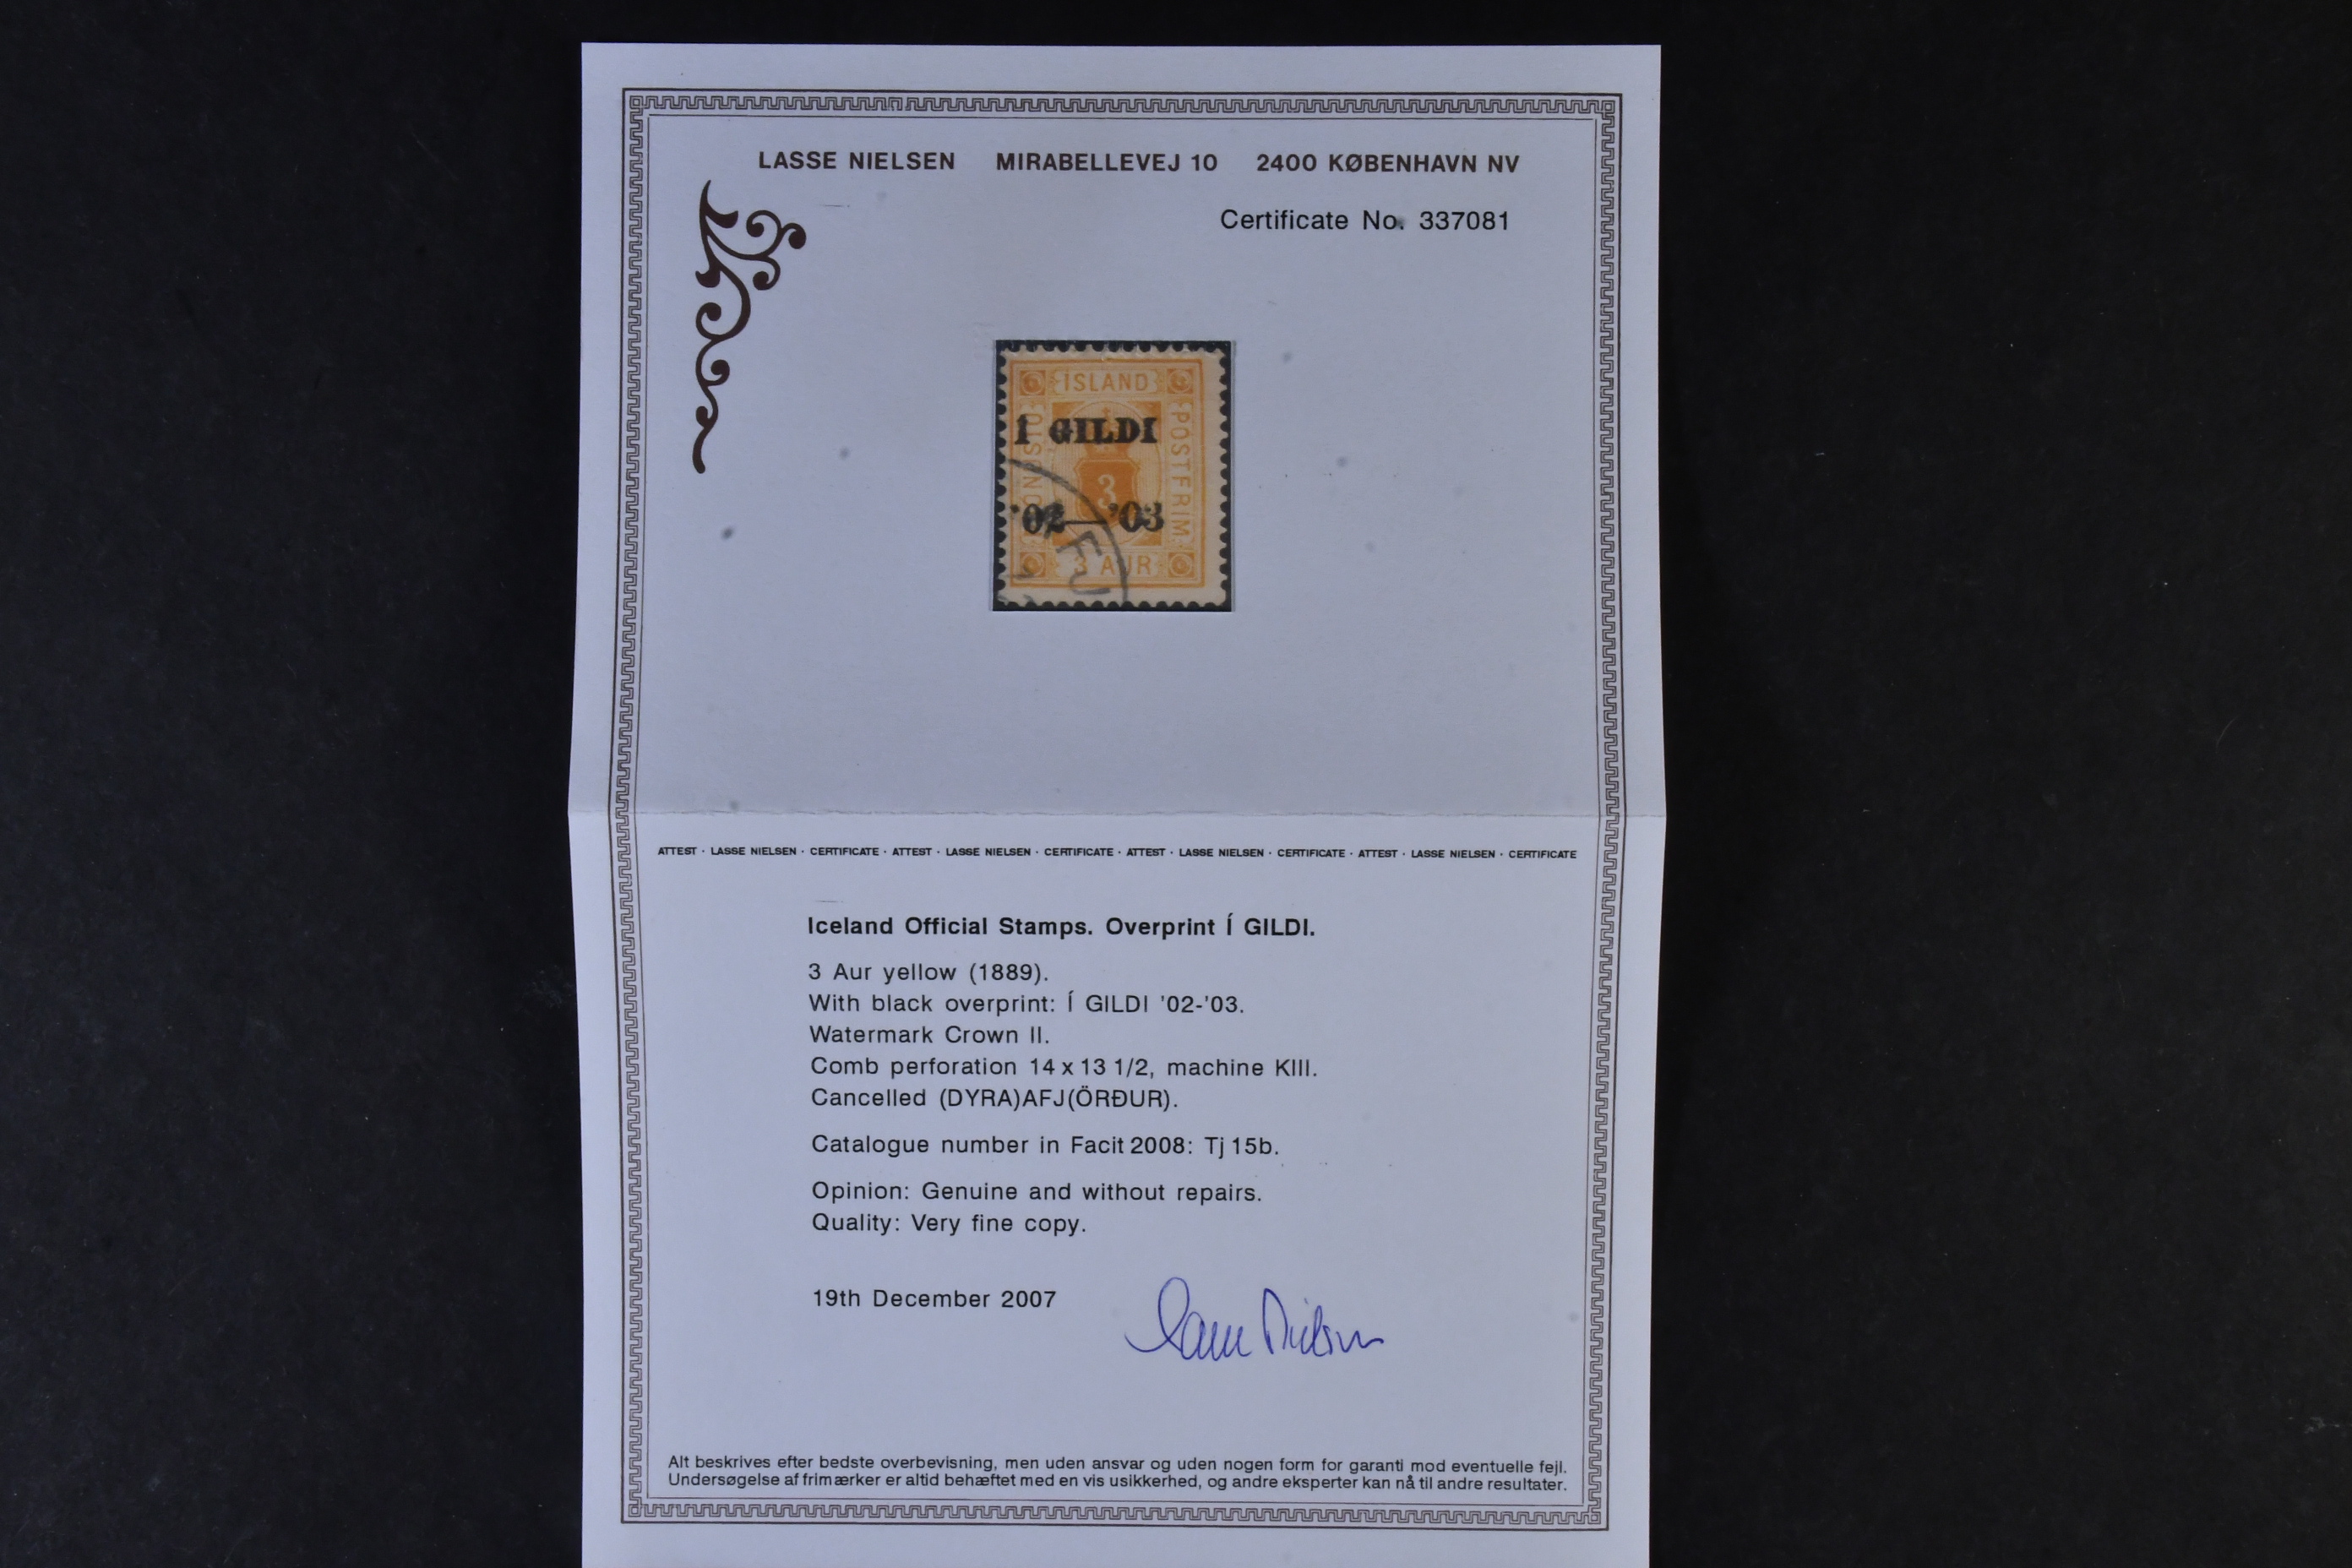 LASSE NIELSEN MIRABELLEVEJ 10 2400 KØBENHAVN NV
Certificate No. 337081
ÍSLAND
Í GILDI
POSTFRIM
3
'02—'03
AFJ
3 AUR
ATTEST · LASSE NIELSEN · CERTIFICATE · ATTEST · LASSE NIELSEN · CERTIFICATE · ATTEST · LASSE NIELSEN · CERTIFICATE · ATTEST · LASSE NIELSEN · CERTIFICATE
Iceland Official Stamps. Overprint Í GILDI.
3 Aur yellow (1889).
With black overprint: Í GILDI '02-'03.
Watermark Crown II.
Comb perforation 14 x 13 1/2, machine KIII.
Cancelled (DYRA)AFJ(ÖRÐUR).
Catalogue number in Facit 2008: Tj 15b.
Opinion: Genuine and without repairs.
Quality: Very fine copy.
19th December 2007
Lasse Nielsen
Alt beskrives efter bedste overbevisning, men uden ansvar og uden nogen form for garanti mod eventuelle fejl.
Undersøgelse af frimærker er altid behæftet med en vis usikkerhed, og andre eksperter kan nå til andre resultater.